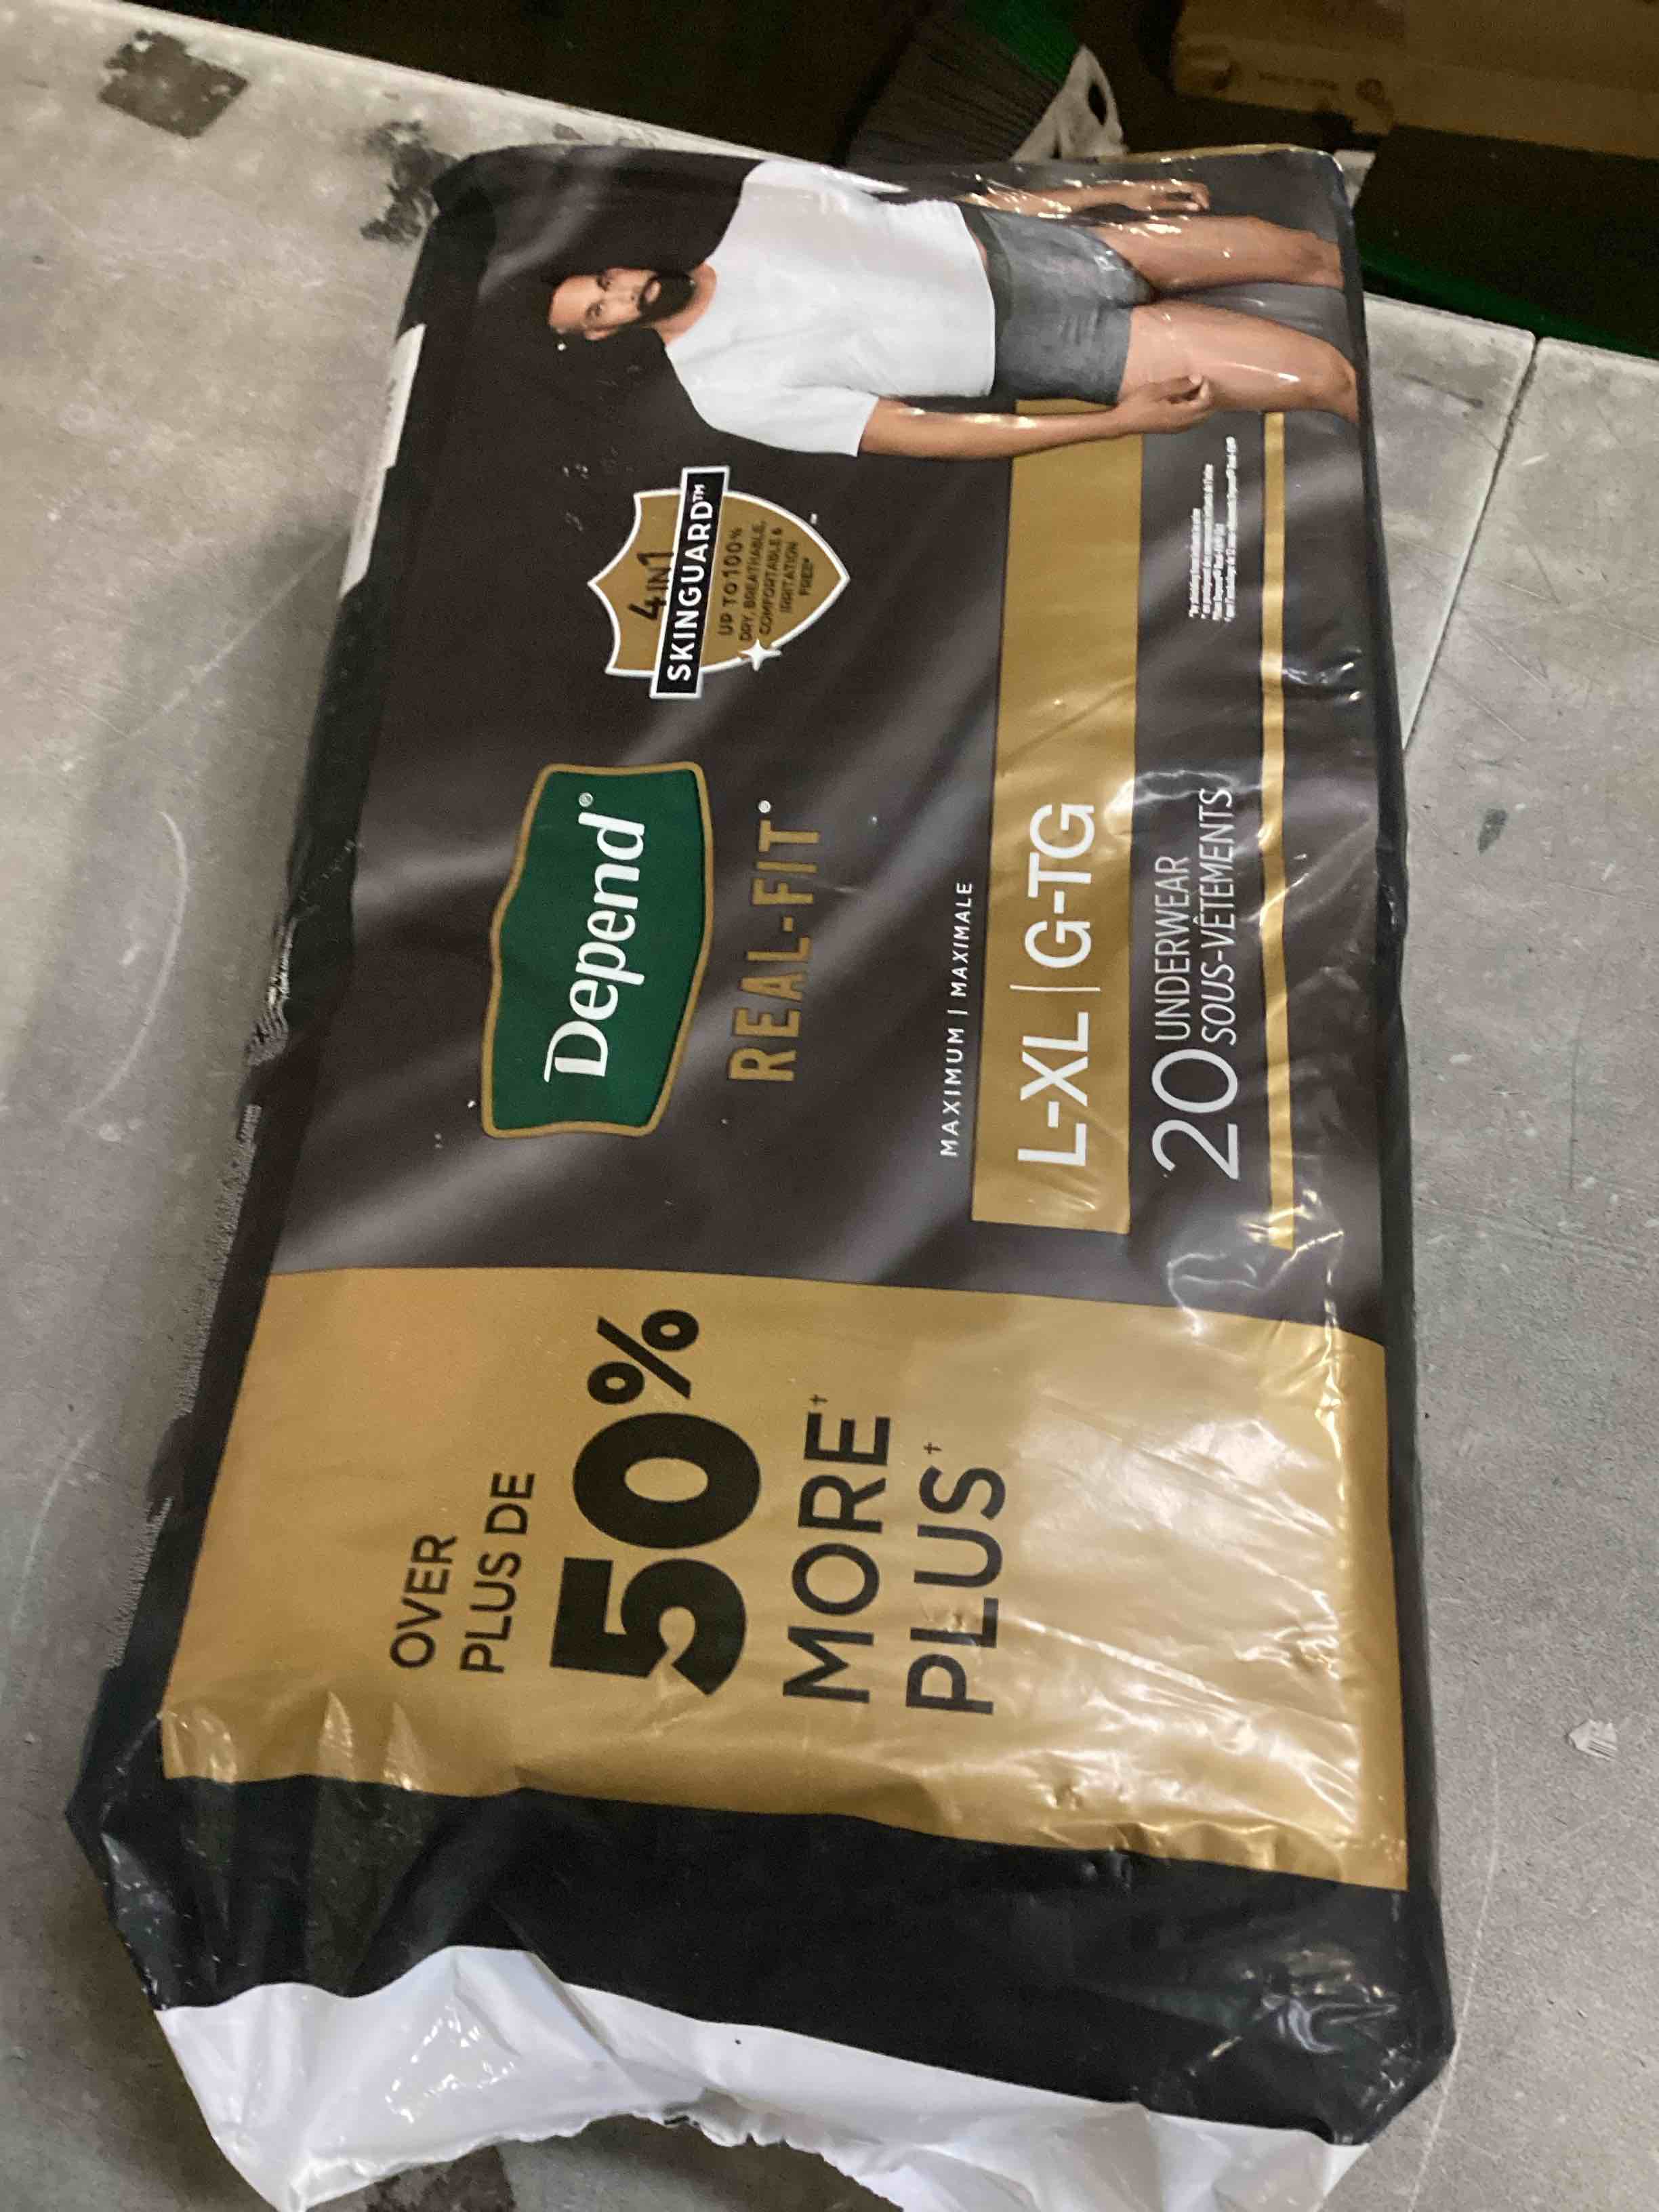 OVER
PLUS DE
50%
MORE†
PLUS†
Depend®
REAL-FIT®
MAXIMUM | MAXIMALE
L-XL | G-TG
20 UNDERWEAR
SOUS-VÊTEMENTS
4 IN 1
SKINGUARD™
UP TO 100%
DRY, BREATHABLE,
COMFORTABLE &
IRRITATION
FREE*